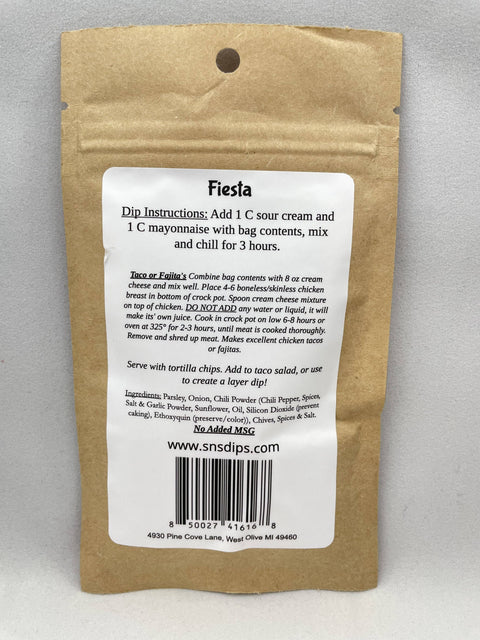 Fiesta
Dip Instructions: Add 1 C sour cream and
1 C mayonnaise with bag contents, mix
and chill for 3 hours.
Taco or Fajita's Combine bag contents with 8 oz cream
cheese and mix well. Place 4-6 boneless/skinless chicken
breast in bottom of crock pot. Spoon cream cheese mixture
on top of chicken. DO NOT ADD any water or liquid, it will
make its' own juice. Cook in crock pot on low 6-8 hours or
oven at 325° for 2-3 hours, until meat is cooked thoroughly.
Remove and shred up meat. Makes excellent chicken tacos
or fajitas.
Serve with tortilla chips. Add to taco salad, or use
to create a layer dip!
Ingredients: Parsley, Onion, Chili Powder (Chili Pepper, Spices,
Salt & Garlic Powder, Sunflower, Oil, Silicon Dioxide (prevent
caking), Ethoxyquin (preserve/color)), Chives, Spices & Salt.
No Added MSG
www.snsdips.com
8 50027 41616 8
4930 Pine Cove Lane, West Olive MI 49460